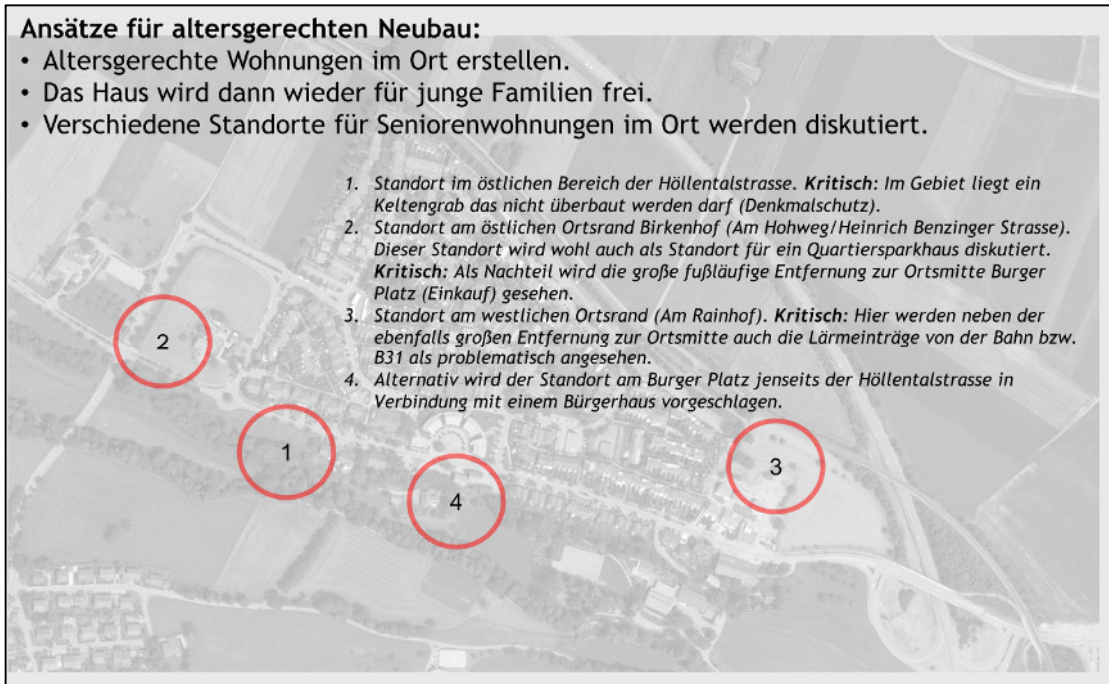 Ansätze für altersgerechten Neubau:
• Altersgerechte Wohnungen im Ort erstellen.
• Das Haus wird dann wieder für junge Familien frei.
• Verschiedene Standorte für Seniorenwohnungen im Ort werden diskutiert.
1. Standort im östlichen Bereich der Höllentalstrasse. Kritisch: Im Gebiet liegt ein
Keltengrab das nicht überbaut werden darf (Denkmalschutz).
2. Standort am östlichen Ortsrand Birkenhof (Am Hohweg/Heinrich Benzinger Strasse).
Dieser Standort wird wohl auch als Standort für ein Quartiersparkhaus diskutiert.
Kritisch: Als Nachteil wird die große fußläufige Entfernung zur Ortsmitte Burger
Platz (Einkauf) gesehen.
3. Standort am westlichen Ortsrand (Am Rainhof). Kritisch: Hier werden neben der
ebenfalls großen Entfernung zur Ortsmitte auch die Lärmeinträge von der Bahn bzw.
B31 als problematisch angesehen.
4. Alternativ wird der Standort am Burger Platz jenseits der Höllentalstrasse in
Verbindung mit einem Bürgerhaus vorgeschlagen.
2
1
3
4